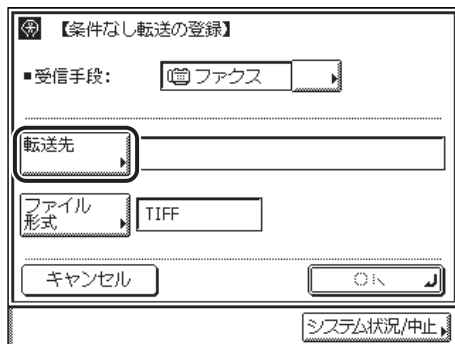 【条件なし転送の登録】
■受信手段:
ファクス
転送先
ファイル
形式
TIFF
キャンセル
OK
システム状況/中止